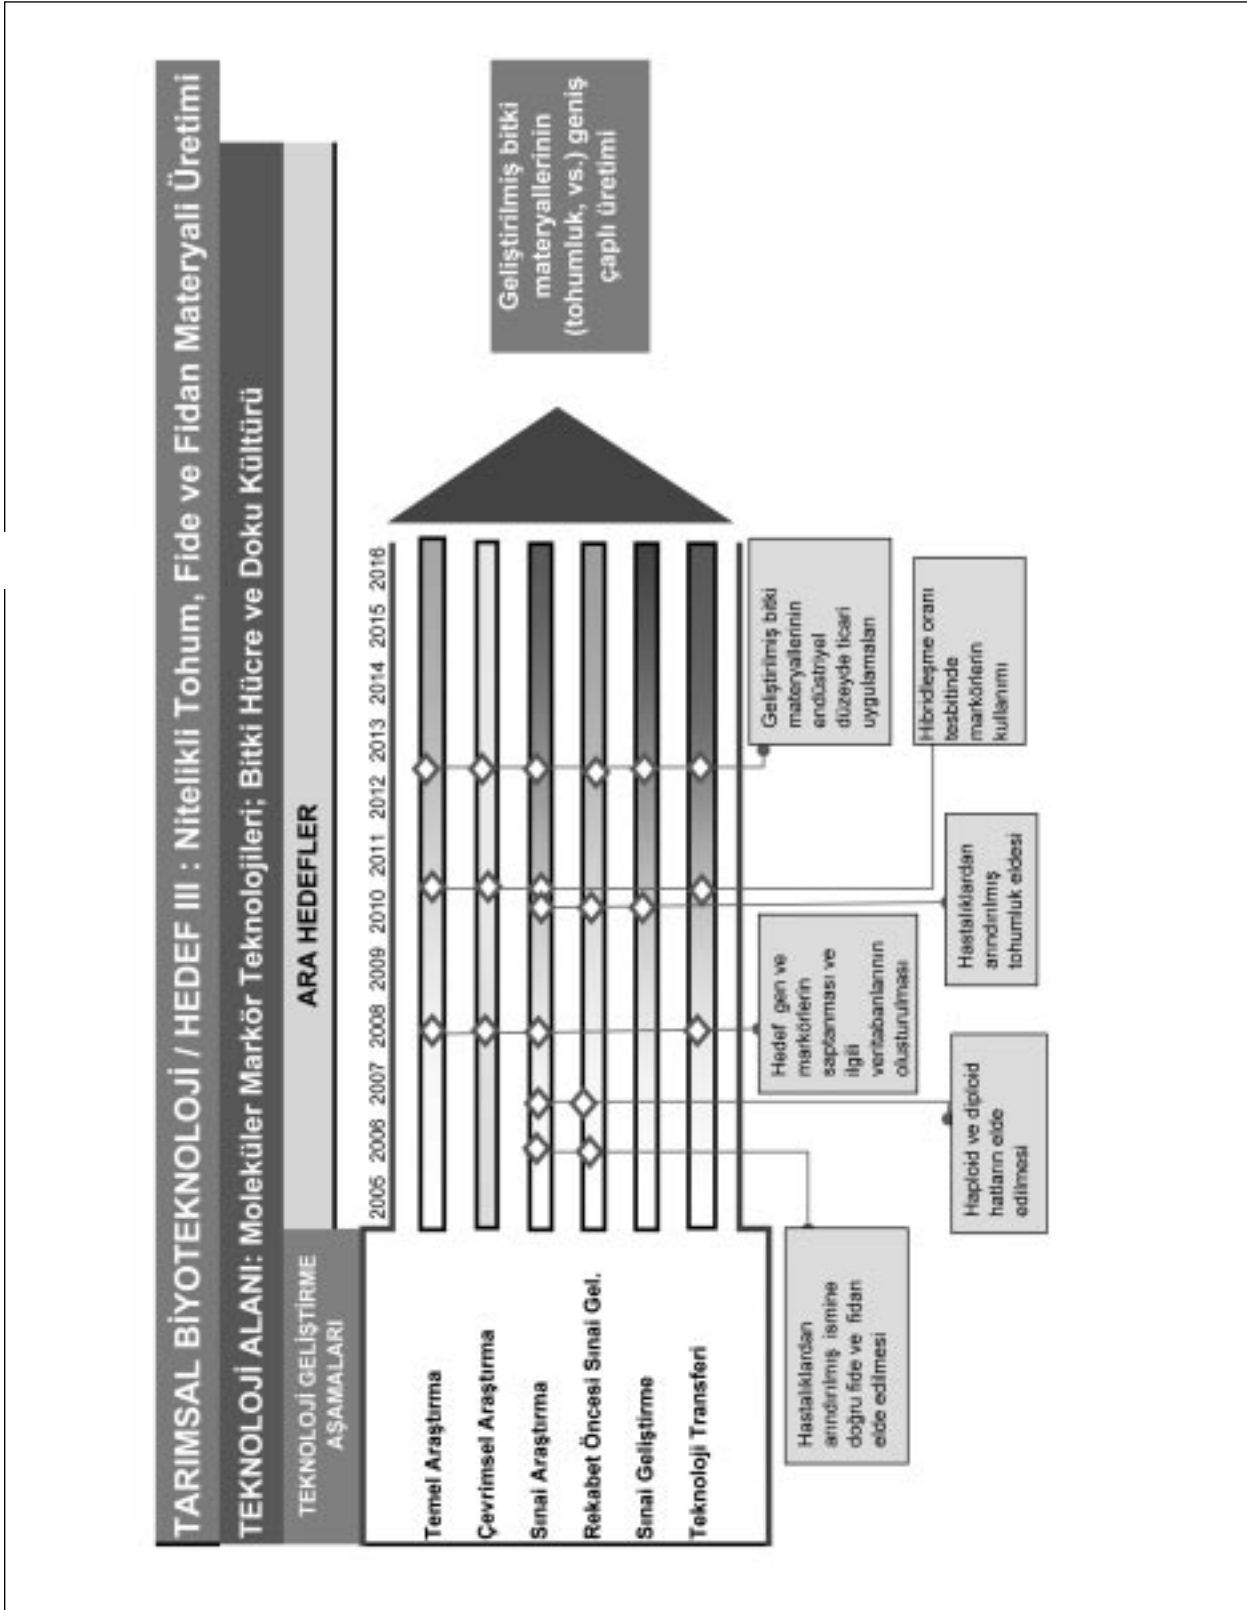 TARIMSAL BİYOTEKNOLOJİ / HEDEF III : Nitelikli Tohum, Fide ve Fidan Materyali Üretimi
TEKNOLOJİ ALANI: Moleküler Markör Teknolojileri; Bitki Hücre ve Doku Kültürü
TEKNOLOJİ GELİŞTİRME
AŞAMALARI
ARA HEDEFLER
2005 2006 2007 2008 2009 2010 2011 2012 2013 2014 2015 2016
Temel Araştırma
Çevrimsel Araştırma
Sınai Araştırma
Rekabet Öncesi Sınai Gel.
Sınai Geliştirme
Teknoloji Transferi
Geliştirilmiş bitki
materyallerinin
(tohumluk, vs.) geniş
çaplı üretimi
Hastalıklardan
arındırılmış ismine
doğru fide ve fidan
elde edilmesi
Haploid ve diploid
hatların elde
edilmesi
Hedef gen ve
markörlerin
saptanması ve
ilgili
veritabanlarının
oluşturulması
Hastalıklardan
arındırılmış
tohumluk eldesi
Hibridleşme oranı
tesbitinde
markörlerin
kullanımı
Geliştirilmiş bitki
materyallerinin
endüstriyel
düzeyde ticari
uygulamaları